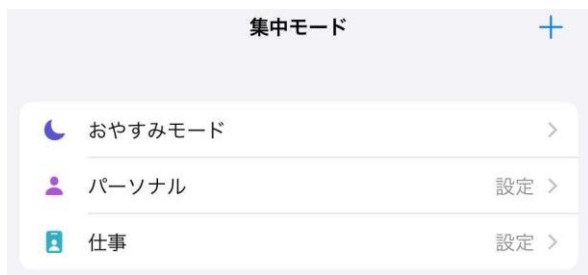 集中モード
おやすみモード
パーソナル 設定
仕事 設定